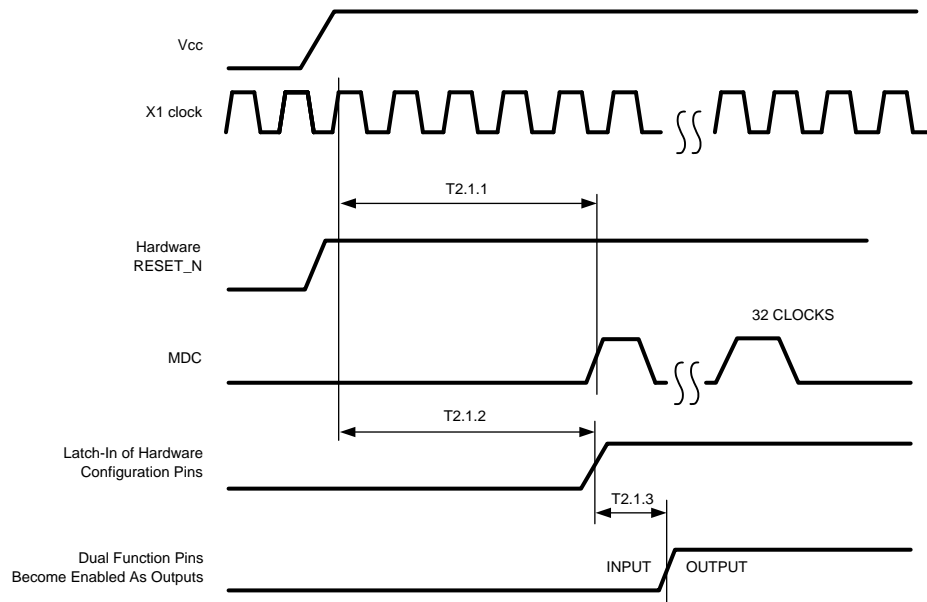 Vcc
X1 clock
T2.1.1
Hardware
RESET_N
32 CLOCKS
MDC
T2.1.2
Latch-In of Hardware
Configuration Pins
T2.1.3
Dual Function Pins
Become Enabled As Outputs
INPUT
OUTPUT